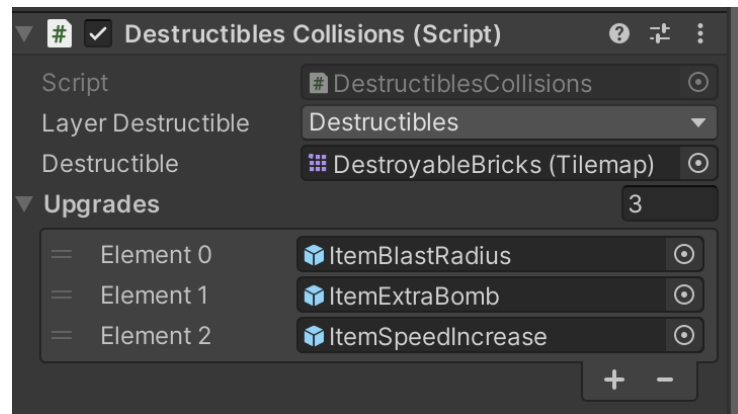 # Destructibles Collisions (Script)
Script # DestructiblesCollisions
Layer Destructible Destructibles
Destructible DestroyableBricks (Tilemap)
Upgrades 3
Element 0 ItemBlastRadius
Element 1 ItemExtraBomb
Element 2 ItemSpeedIncrease
+ -